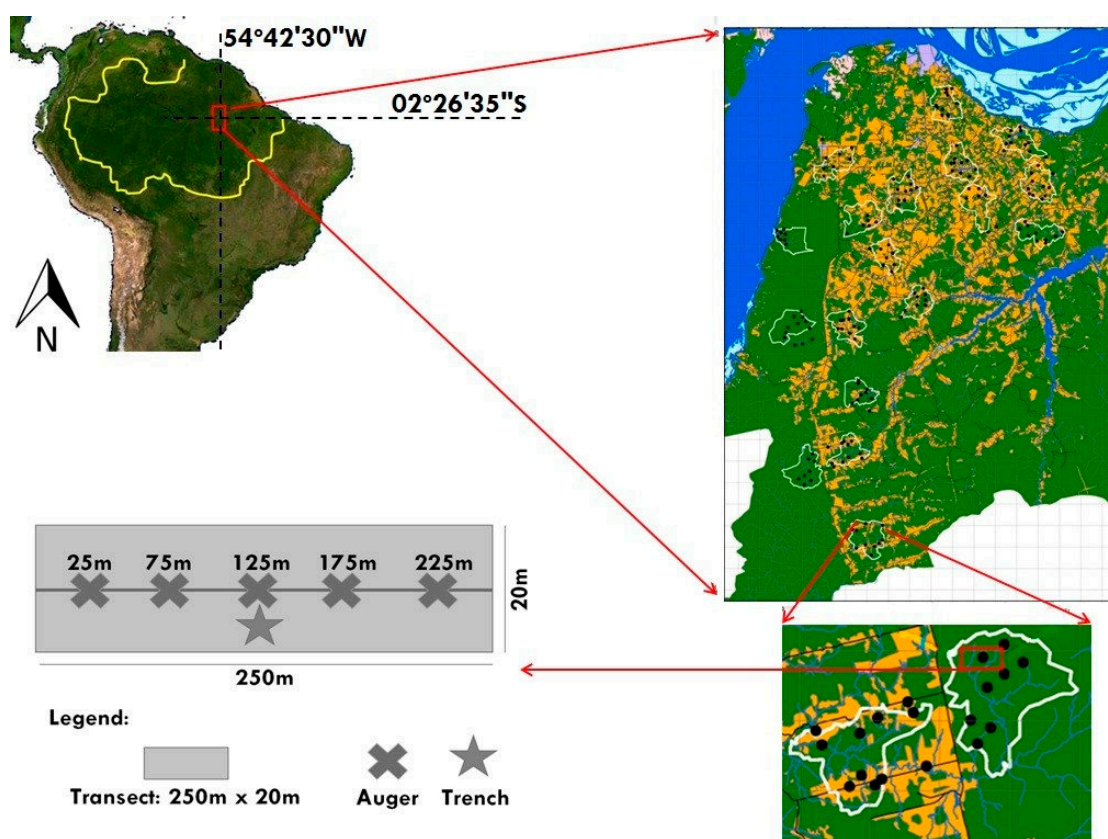 54°42'30"W
02°26'35"S
N
25m 75m 125m 175m 225m
20m
250m
Legend:
Transect: 250m x 20m
Auger
Trench